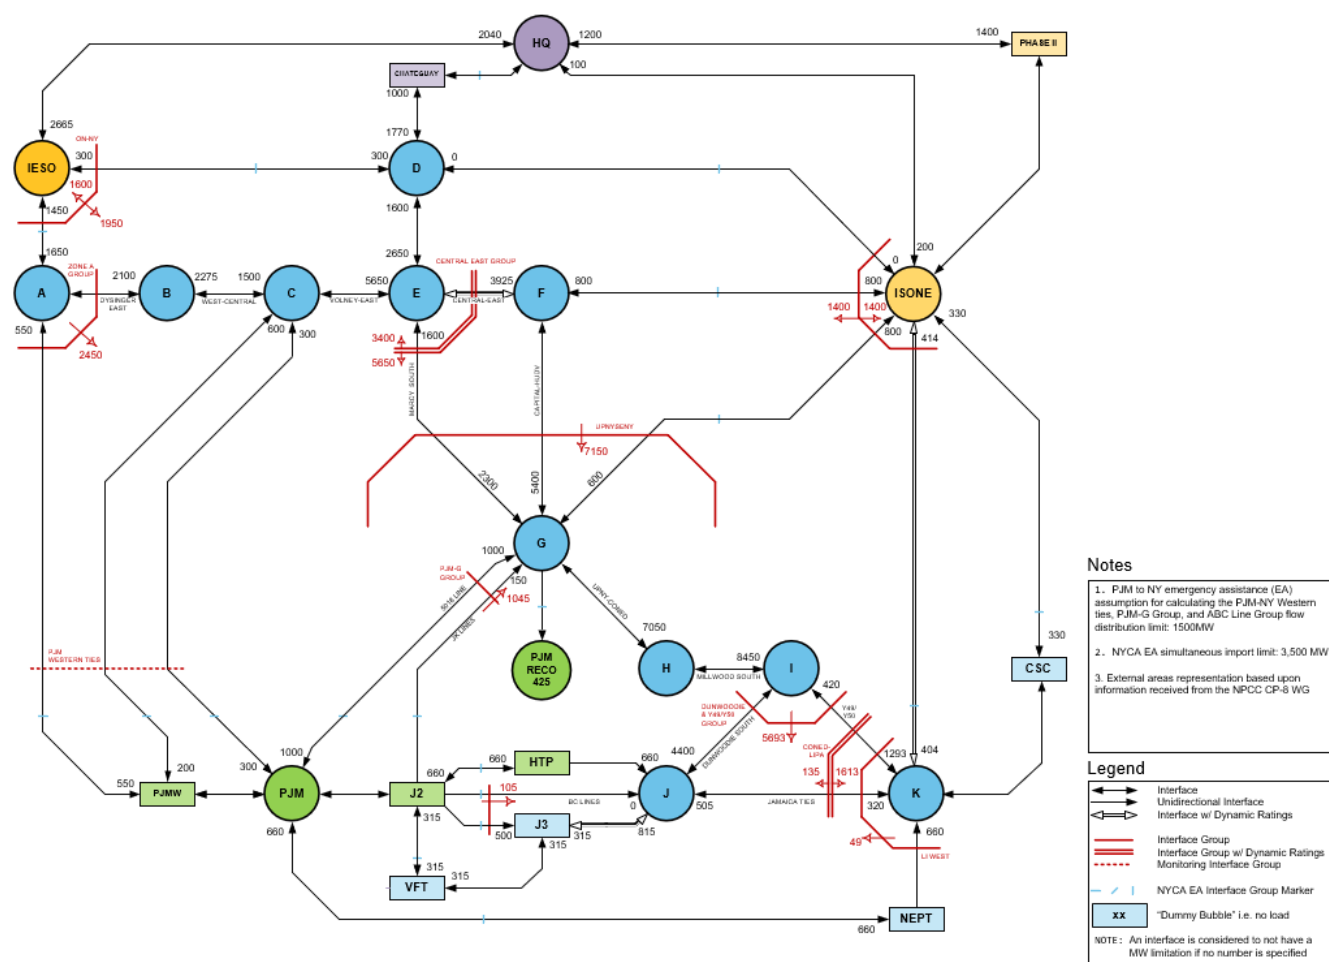 2040
HQ
1200
1400
PHASE II
100
CHATEGUAY
1000
2665
ON-NY
1770
IESO
300
300
D
0
1600
1450
1950
1600
200
0
1650
ZONE A
GROUP
2650
CENTRAL EAST GROUP
A
2100
B
2275
1500
C
5650
E
3925
F
800
800
ISONE
DYSINGER
EAST
WEST-CENTRAL
VOLNEY-EAST
CENTRAL-EAST
1400
1400
330
550
600
300
1600
800
414
2450
3400
5650
MARCY SOUTH
CAPITAL-HUDV
UPNYSENY
7150
2300
5400
600
G
1000
150
PJM-G
GROUP
1045
5018 LINE
JK LINES
UPNY-CONED
7050
PJM
WESTERN TIES
PJM
RECO
425
H
8450
I
MILLWOOD SOUTH
330
CSC
420
DUNWOODIE
& Y49/Y50
GROUP
Y49/
Y50
5693
DUNWOODIE SOUTH
CONED-
LIPA
1000
660
HTP
660
4400
1293
404
550
200
300
660
135
1613
PJMW
PJM
J2
105
BC LINES
0
J
505
JAMAICA TIES
320
K
660
315
500
J3
315
815
660
49
LI WEST
315
315
VFT
315
NEPT
660
Notes
1. PJM to NY emergency assistance (EA)
assumption for calculating the PJM-NY Western
ties, PJM-G Group, and ABC Line Group flow
distribution limit: 1500MW
2. NYCA EA simultaneous import limit: 3,500 MW
3. External areas representation based upon
information received from the NPCC CP-8 WG
Legend
Interface
Unidirectional Interface
Interface w/ Dynamic Ratings
Interface Group
Interface Group w/ Dynamic Ratings
Monitoring Interface Group
NYCA EA Interface Group Marker
xx
"Dummy Bubble" i.e. no load
NOTE: An interface is considered to not have a
MW limitation if no number is specified